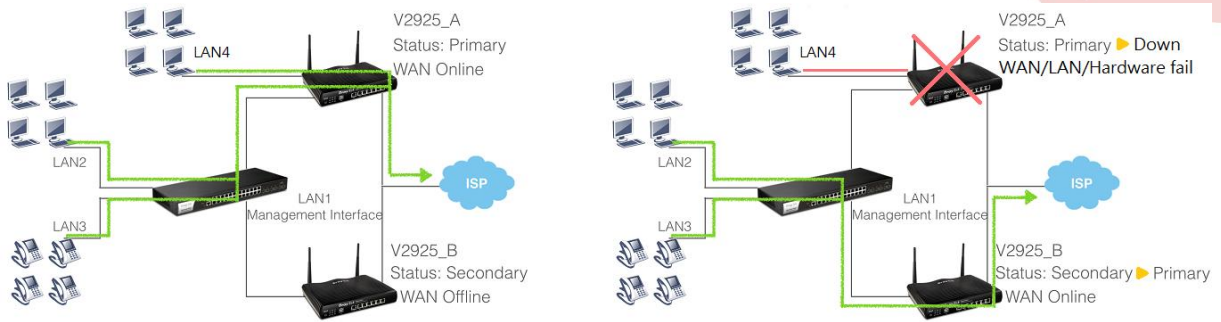 V2925_A
Status: Primary
WAN Online
LAN4
LAN2
LAN1
Management Interface
LAN3
ISP
V2925_B
Status: Secondary
WAN Offline
V2925_A
Status: Primary ▶ Down
WAN/LAN/Hardware fail
LAN4
LAN2
LAN1
Management Interface
LAN3
ISP
V2925_B
Status: Secondary ▶ Primary
WAN Online